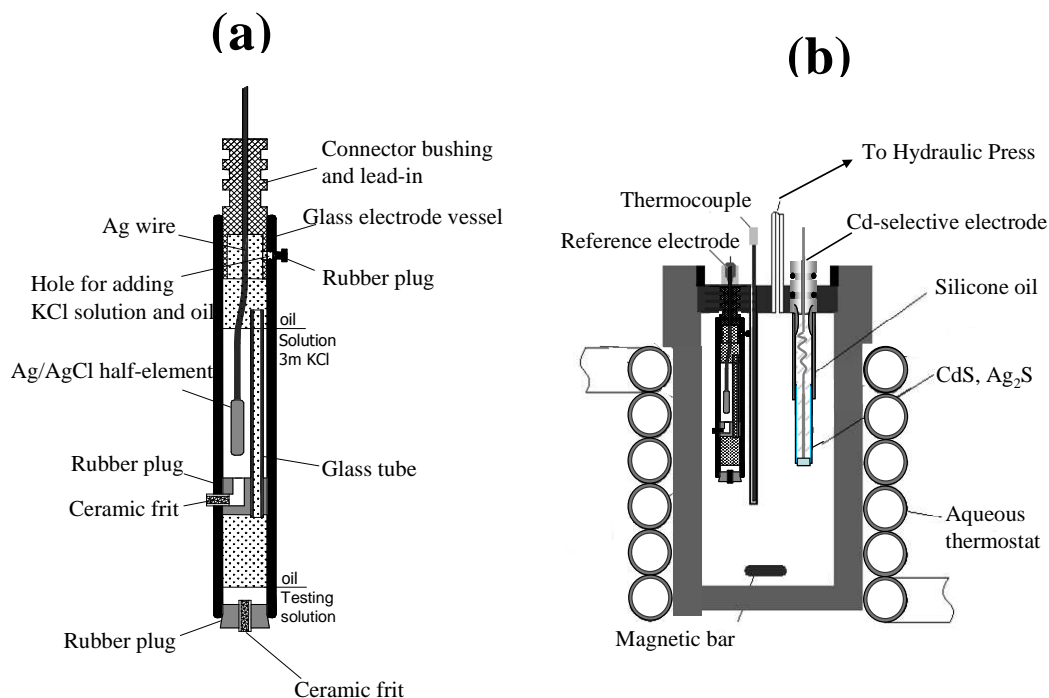 (a)
Connector bushing
and lead-in
Glass electrode vessel
Ag wire
Rubber plug
Hole for adding
KCl solution and oil
oil
Solution
3m KCl
Ag/AgCl half-element
Glass tube
Rubber plug
Ceramic frit
oil
Testing
solution
Rubber plug
Ceramic frit
(b)
To Hydraulic Press
Thermocouple
Cd-selective electrode
Reference electrode
Silicone oil
CdS, Ag₂S
Aqueous
thermostat
Magnetic bar